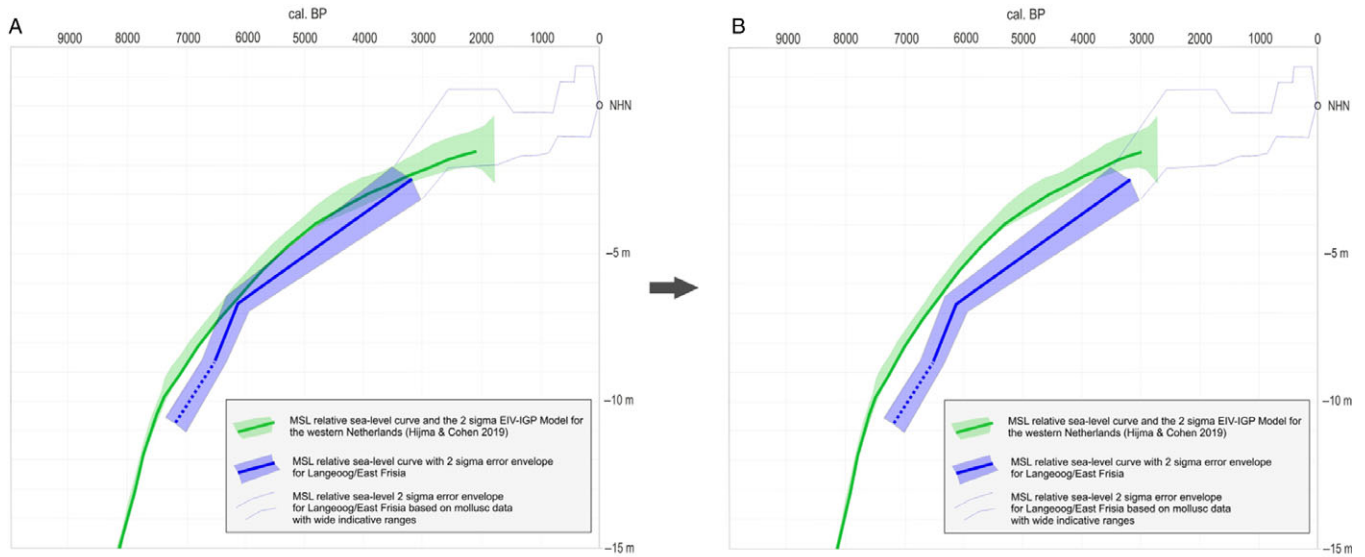 A
cal. BP
9000 8000 7000 6000 5000 4000 3000 2000 1000 0
NHN
–5 m
–10 m
–15 m
MSL relative sea-level curve and the 2 sigma EIV-IGP Model for
the western Netherlands (Hijma & Cohen 2019)
MSL relative sea-level curve with 2 sigma error envelope
for Langeoog/East Frisia
MSL relative sea-level 2 sigma error envelope
for Langeoog/East Frisia based on mollusc data
with wide indicative ranges
B
cal. BP
9000 8000 7000 6000 5000 4000 3000 2000 1000 0
NHN
–5 m
–10 m
–15 m
MSL relative sea-level curve and the 2 sigma EIV-IGP Model for
the western Netherlands (Hijma & Cohen 2019)
MSL relative sea-level curve with 2 sigma error envelope
for Langeoog/East Frisia
MSL relative sea-level 2 sigma error envelope
for Langeoog/East Frisia based on mollusc data
with wide indicative ranges